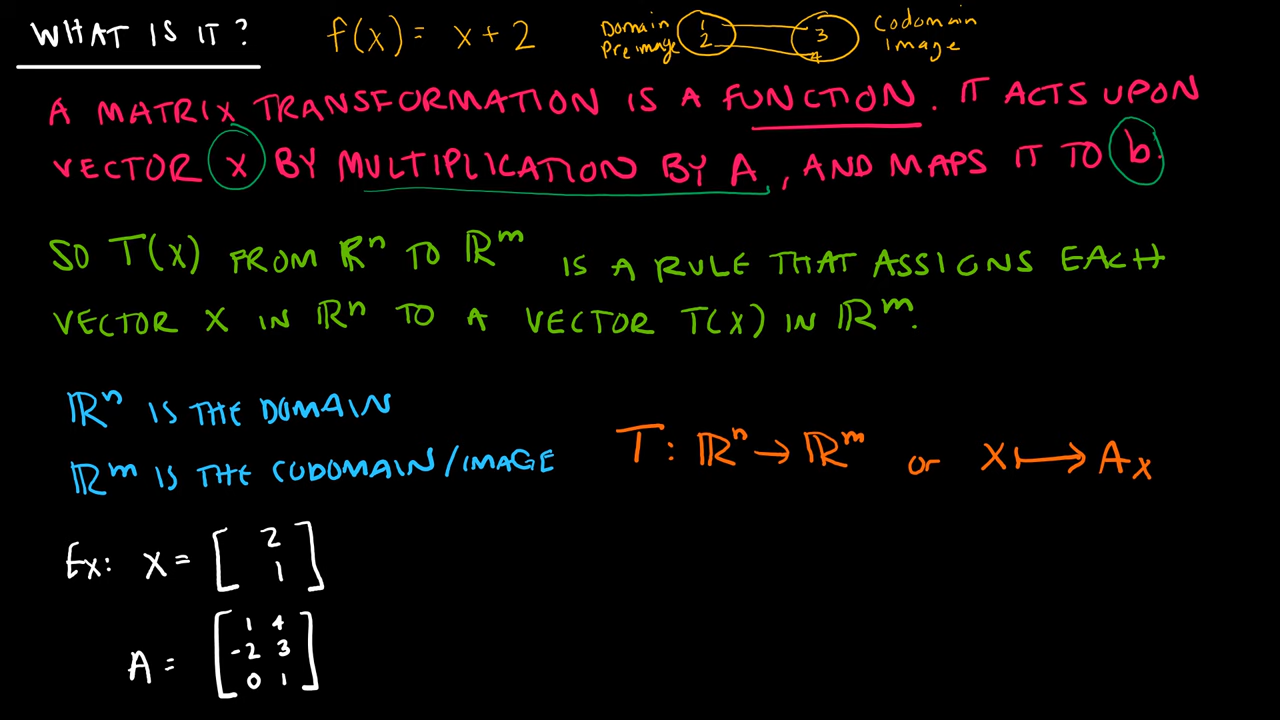 WHAT IS IT?
f(x) = x + 2
Domain
Preimage
1
2
3
4
Codomain
Image
A MATRIX TRANSFORMATION IS A FUNCTION. IT ACTS UPON
VECTOR x BY MULTIPLICATION BY A, AND MAPS IT TO b.
SO T(x) FROM ℝⁿ TO ℝᵐ IS A RULE THAT ASSIGNS EACH
VECTOR X IN ℝⁿ TO A VECTOR T(x) IN ℝᵐ.
ℝⁿ IS THE DOMAIN
ℝᵐ IS THE CODOMAIN/IMAGE
T: ℝⁿ → ℝᵐ or X ↦ Ax
Ex: X = [ 2
1 ]
A = [ 1 4
-2 3
0 1 ]